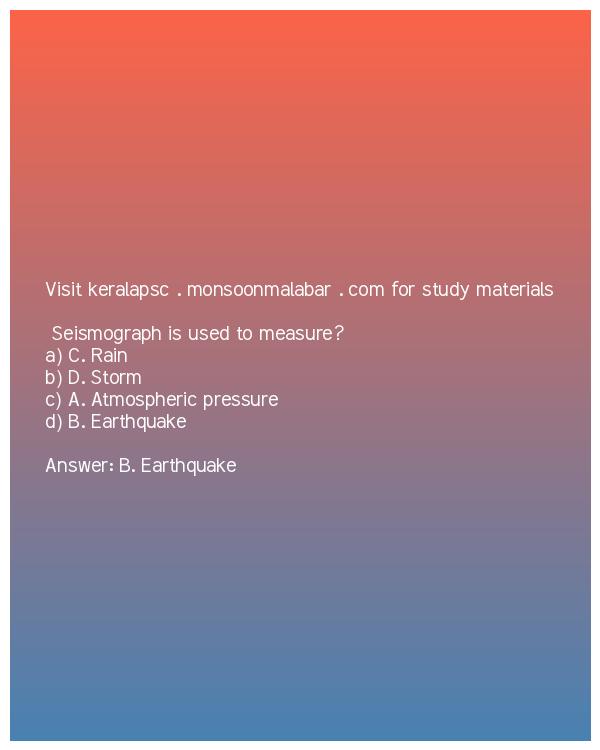 Visit keralapsc . monsoonmalabar . com for study materials
Seismograph is used to measure?
a) C. Rain
b) D. Storm
c) A. Atmospheric pressure
d) B. Earthquake
Answer: B. Earthquake